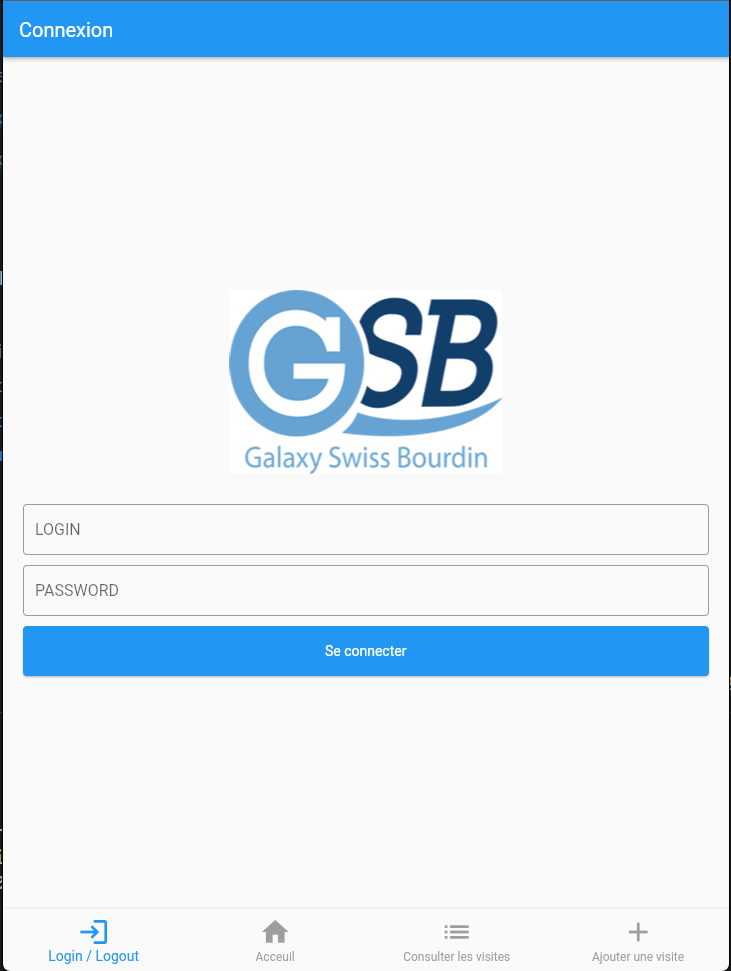 Connexion
GSB
Galaxy Swiss Bourdin
LOGIN
PASSWORD
Se connecter
Login / Logout
Acceuil
Consulter les visites
Ajouter une visite